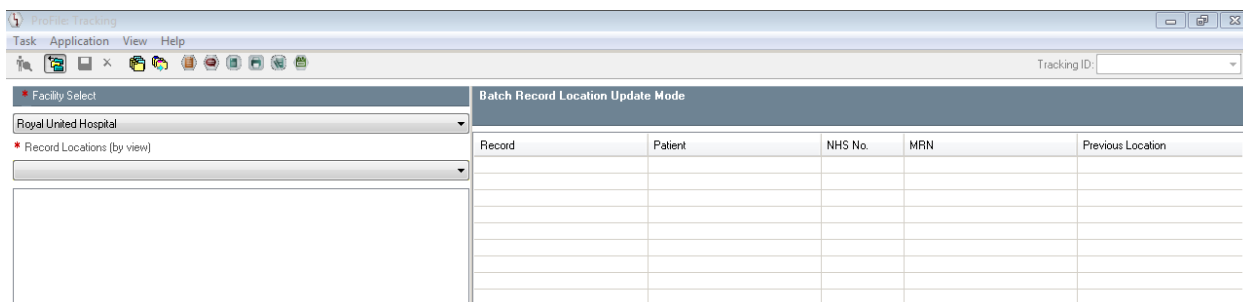 ProFile: Tracking
Task Application View Help
Tracking ID:
* Facility Select
Batch Record Location Update Mode
Royal United Hospital
* Record Locations (by view)
Record Patient NHS No. MRN Previous Location